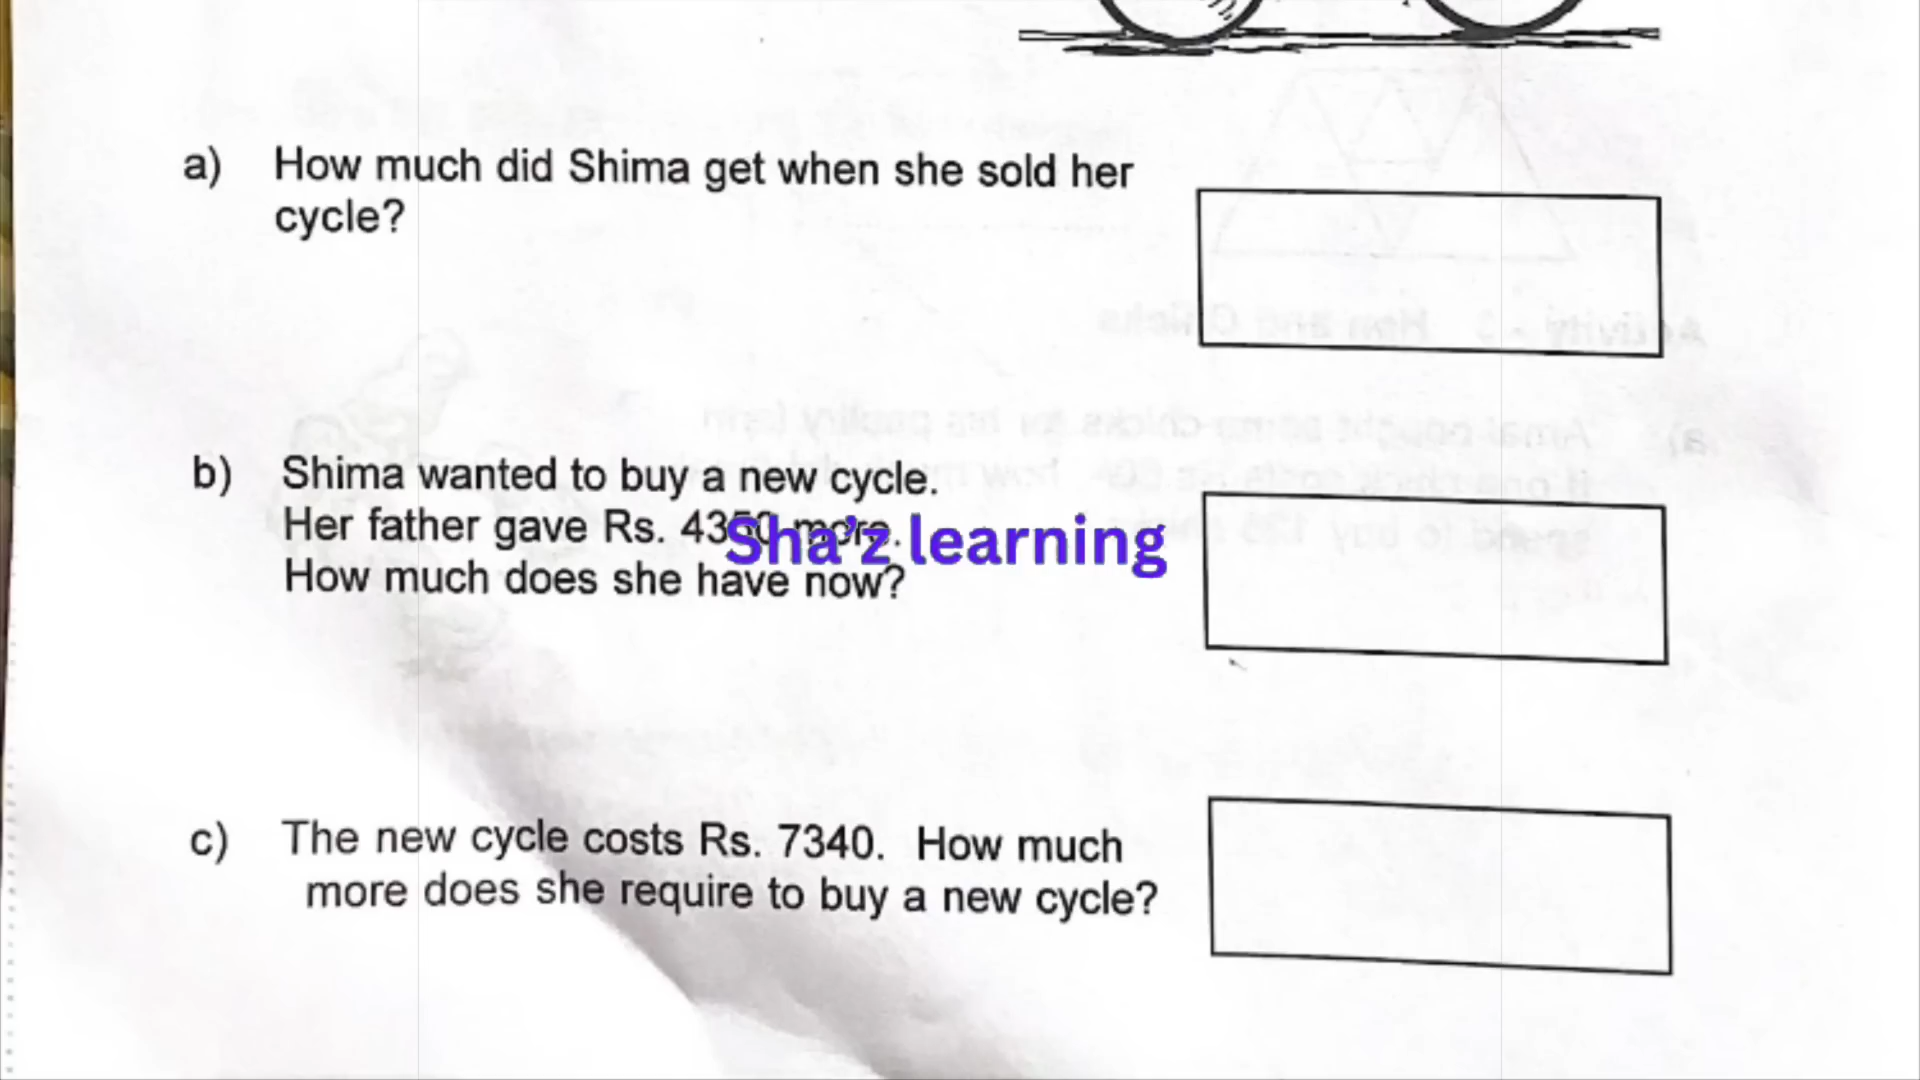 a) How much did Shima get when she sold her
cycle?
b) Shima wanted to buy a new cycle.
Her father gave Rs. 4350 more.
Sha'z learning
How much does she have now?
c) The new cycle costs Rs. 7340. How much
more does she require to buy a new cycle?